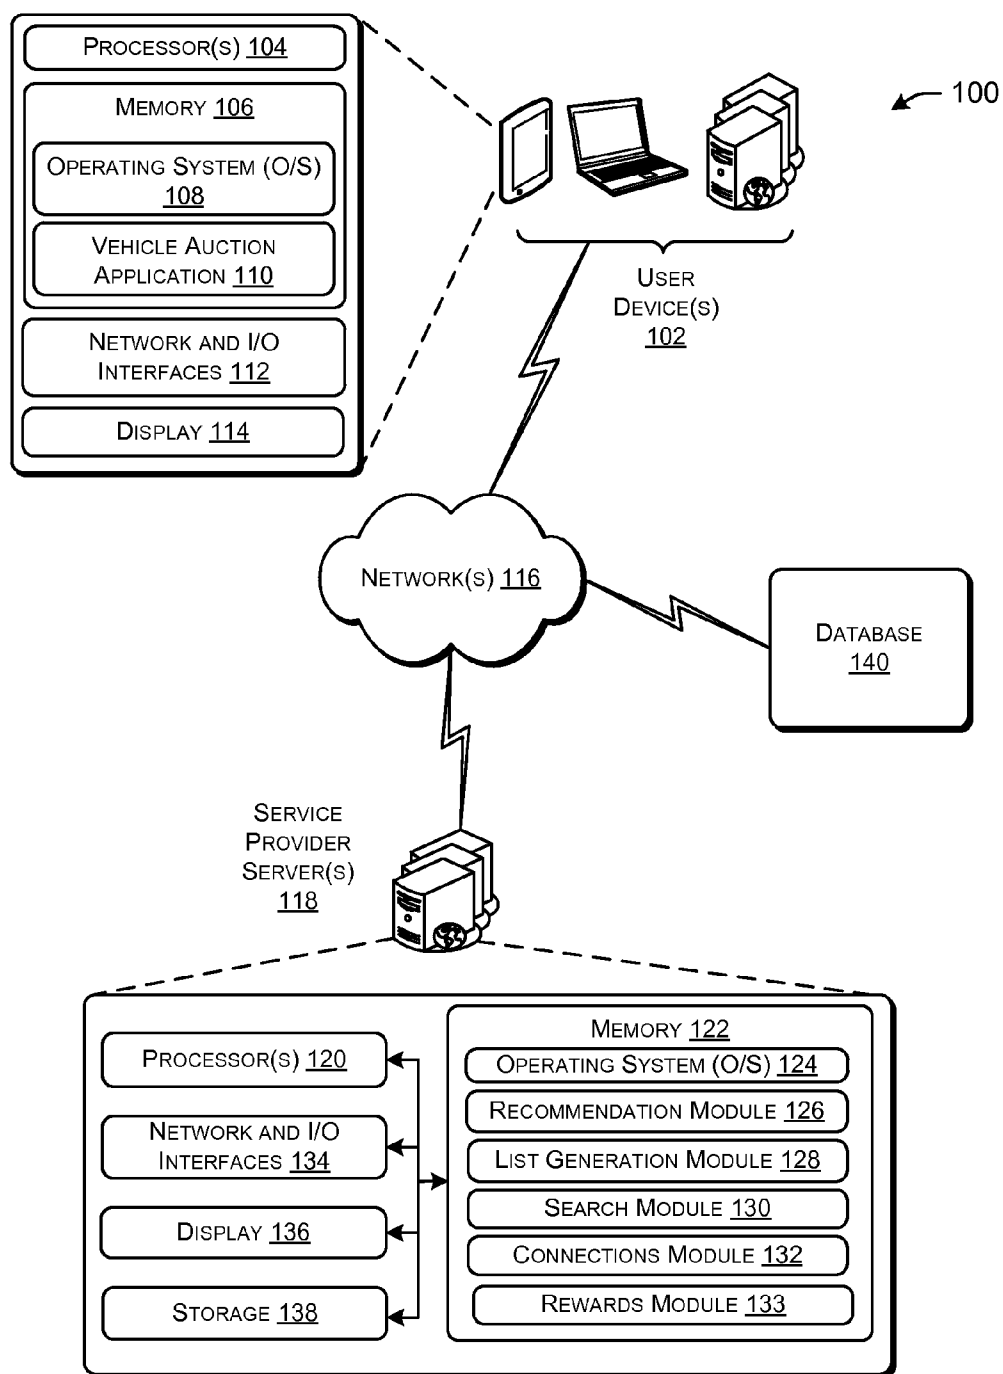 PROCESSOR(S) 104
MEMORY 106
OPERATING SYSTEM (O/S)
108
VEHICLE AUCTION
APPLICATION 110
NETWORK AND I/O
INTERFACES 112
DISPLAY 114
100
USER
DEVICE(S)
102
NETWORK(S) 116
DATABASE
140
SERVICE
PROVIDER
SERVER(S)
118
PROCESSOR(S) 120
NETWORK AND I/O
INTERFACES 134
DISPLAY 136
STORAGE 138
MEMORY 122
OPERATING SYSTEM (O/S) 124
RECOMMENDATION MODULE 126
LIST GENERATION MODULE 128
SEARCH MODULE 130
CONNECTIONS MODULE 132
REWARDS MODULE 133